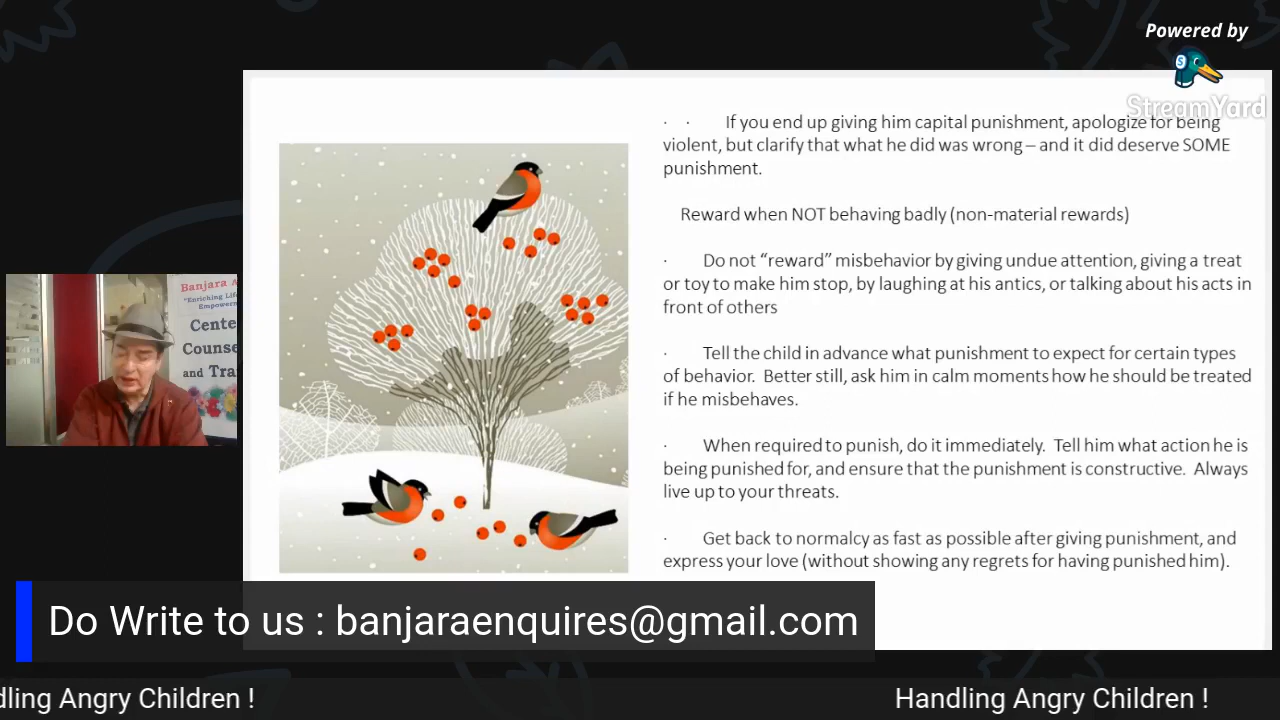 Powered by
StreamYard
· · If you end up giving him capital punishment, apologize for being
violent, but clarify that what he did was wrong – and it did deserve SOME
punishment.
Reward when NOT behaving badly (non-material rewards)
· Do not “reward” misbehavior by giving undue attention, giving a treat
or toy to make him stop, by laughing at his antics, or talking about his acts in
front of others
· Tell the child in advance what punishment to expect for certain types
of behavior. Better still, ask him in calm moments how he should be treated
if he misbehaves.
· When required to punish, do it immediately. Tell him what action he is
being punished for, and ensure that the punishment is constructive. Always
live up to your threats.
· Get back to normalcy as fast as possible after giving punishment, and
express your love (without showing any regrets for having punished him).
Banjara A
"Enriching Life
Empowerm
Cente
Counse
and Tra
Do Write to us : banjaraenquires@gmail.com
dling Angry Children !
Handling Angry Children !